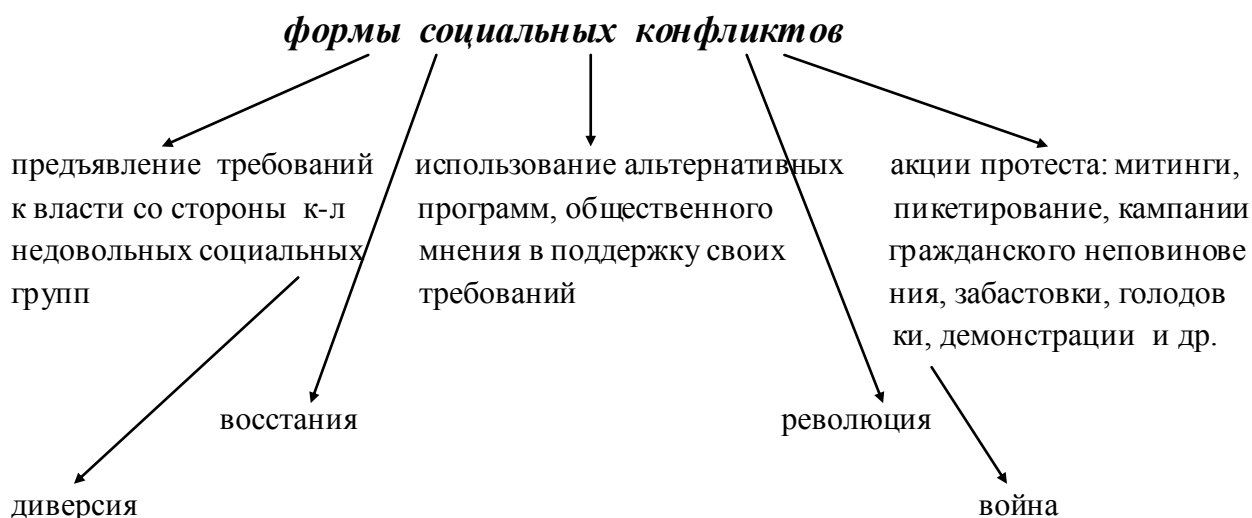 формы социальных конфликтов
предъявление требований
к власти со стороны к-л
недовольных социальных
групп
использование альтернативных
программ, общественного
мнения в поддержку своих
требований
акции протеста: митинги,
пикетирование, кампании
гражданского неповинове
ния, забастовки, голодов
ки, демонстрации и др.
восстания
революция
диверсия
война